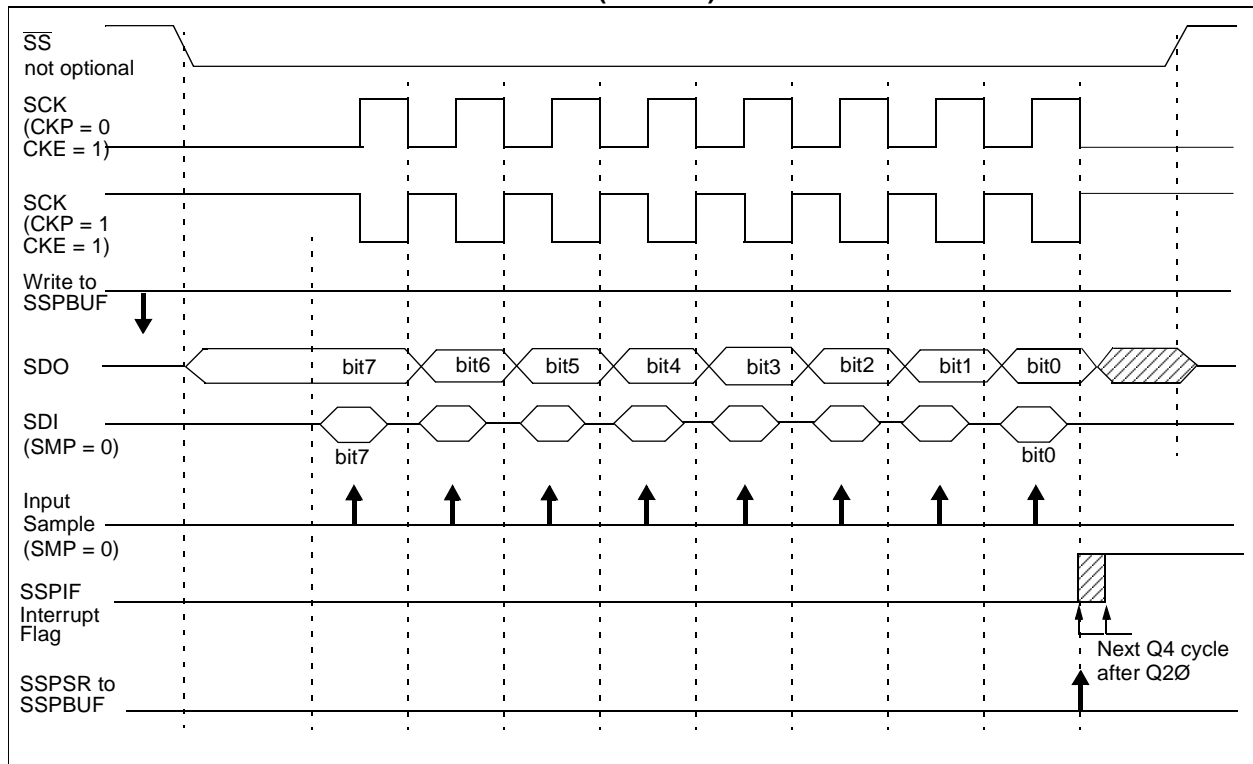 SS
not optional
SCK
(CKP = 0
CKE = 1)
SCK
(CKP = 1
CKE = 1)
Write to
SSPBUF
SDO
bit7 bit6 bit5 bit4 bit3 bit2 bit1 bit0
SDI
(SMP = 0)
bit7 bit0
Input
Sample
(SMP = 0)
SSPIF
Interrupt
Flag
Next Q4 cycle
after Q2Ø
SSPSR to
SSPBUF